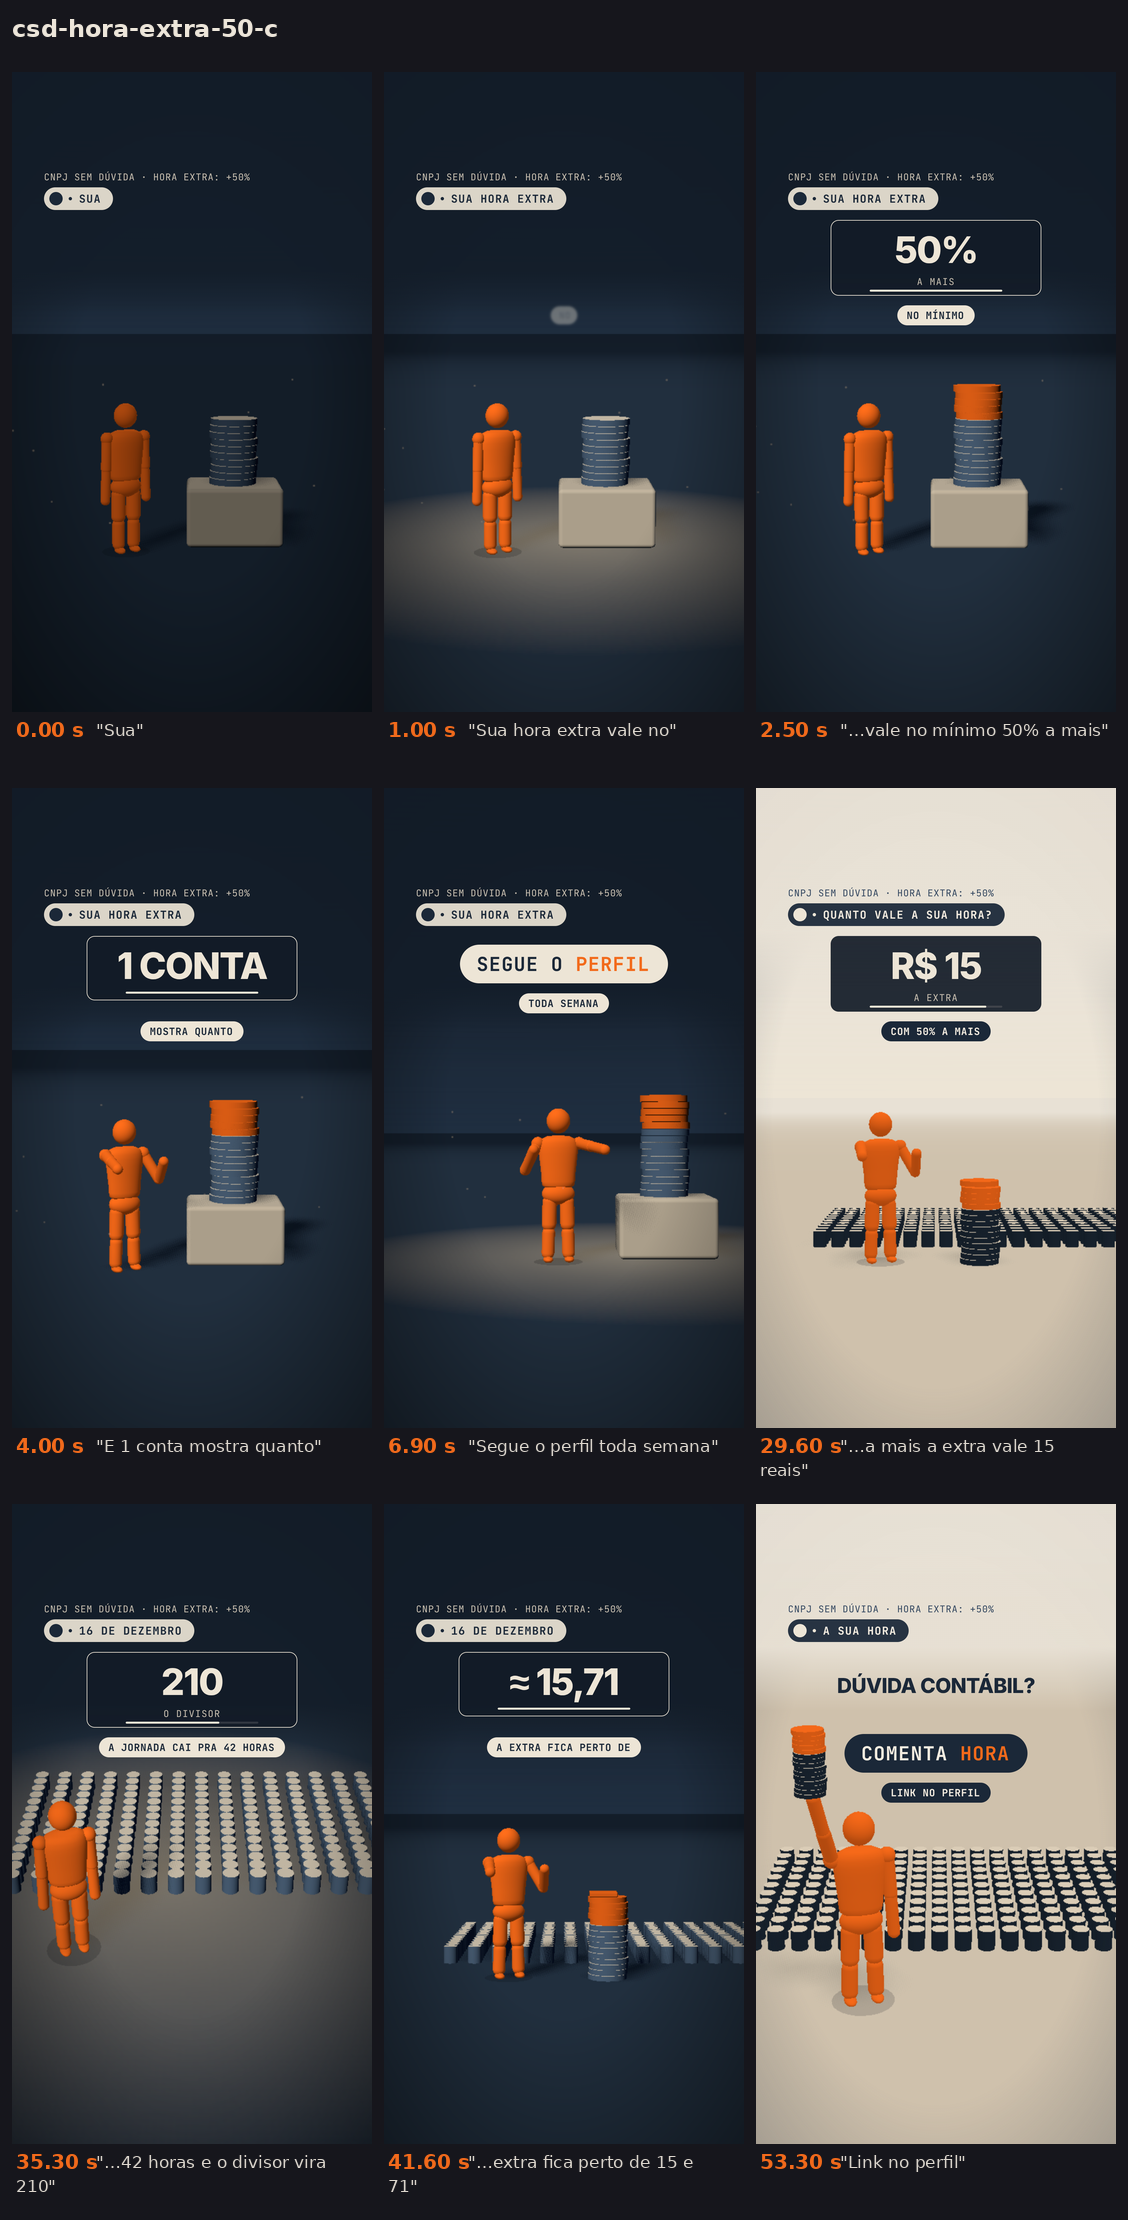 csd-hora-extra-50-c
CNPJ SEM DÚVIDA · HORA EXTRA: +50%
• SUA
0.00 s "Sua"
CNPJ SEM DÚVIDA · HORA EXTRA: +50%
• SUA HORA EXTRA
1.00 s "Sua hora extra vale no"
CNPJ SEM DÚVIDA · HORA EXTRA: +50%
• SUA HORA EXTRA
50%
A MAIS
NO MÍNIMO
2.50 s "...vale no mínimo 50% a mais"
CNPJ SEM DÚVIDA · HORA EXTRA: +50%
• SUA HORA EXTRA
1 CONTA
MOSTRA QUANTO
4.00 s "E 1 conta mostra quanto"
CNPJ SEM DÚVIDA · HORA EXTRA: +50%
• SUA HORA EXTRA
SEGUE O PERFIL
TODA SEMANA
6.90 s "Segue o perfil toda semana"
CNPJ SEM DÚVIDA · HORA EXTRA: +50%
• QUANTO VALE A SUA HORA?
R$ 15
A EXTRA
COM 50% A MAIS
29.60 s "...a mais a extra vale 15
reais"
CNPJ SEM DÚVIDA · HORA EXTRA: +50%
• 16 DE DEZEMBRO
210
O DIVISOR
A JORNADA CAI PRA 42 HORAS
35.30 s "...42 horas e o divisor vira
210"
CNPJ SEM DÚVIDA · HORA EXTRA: +50%
• 16 DE DEZEMBRO
≈ 15,71
A EXTRA FICA PERTO DE
41.60 s "...extra fica perto de 15 e
71"
CNPJ SEM DÚVIDA · HORA EXTRA: +50%
• A SUA HORA
DÚVIDA CONTÁBIL?
COMENTA HORA
LINK NO PERFIL
53.30 s "Link no perfil"